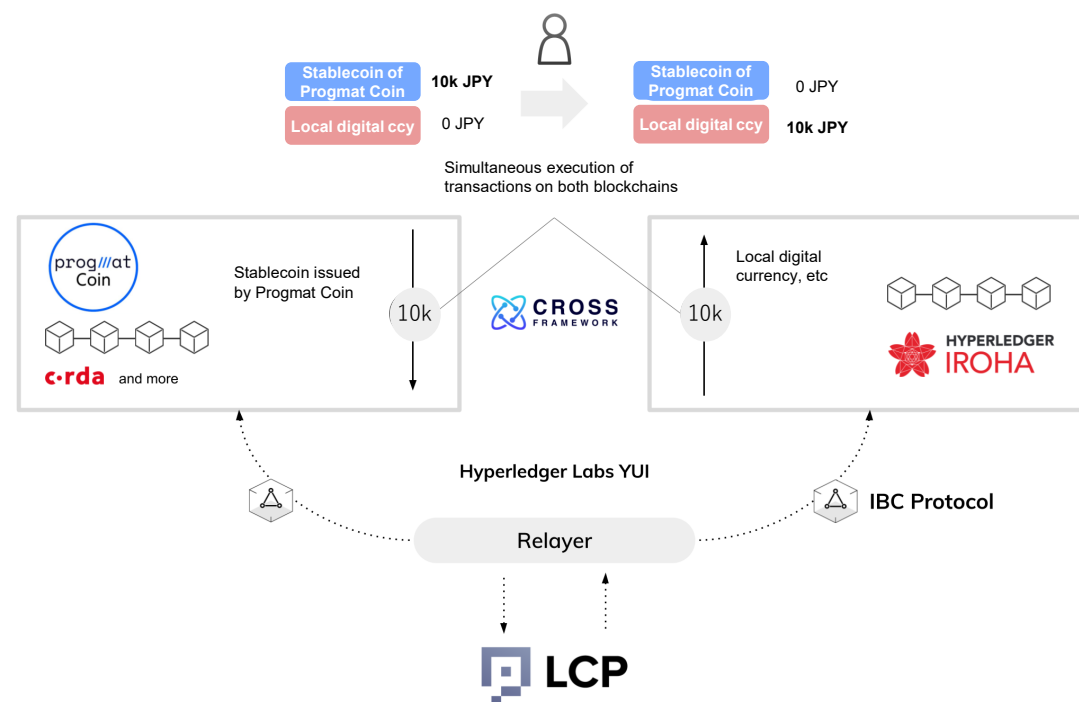 Stablecoin of
Progmat Coin
10k JPY
Local digital ccy
0 JPY
Stablecoin of
Progmat Coin
0 JPY
Local digital ccy
10k JPY
Simultaneous execution of
transactions on both blockchains
prog///at
Coin
Stablecoin issued
by Progmat Coin
10k
c·rda and more
CROSS
FRAMEWORK
10k
Local digital
currency, etc
HYPERLEDGER
IROHA
Hyperledger Labs YUI
IBC Protocol
Relayer
LCP